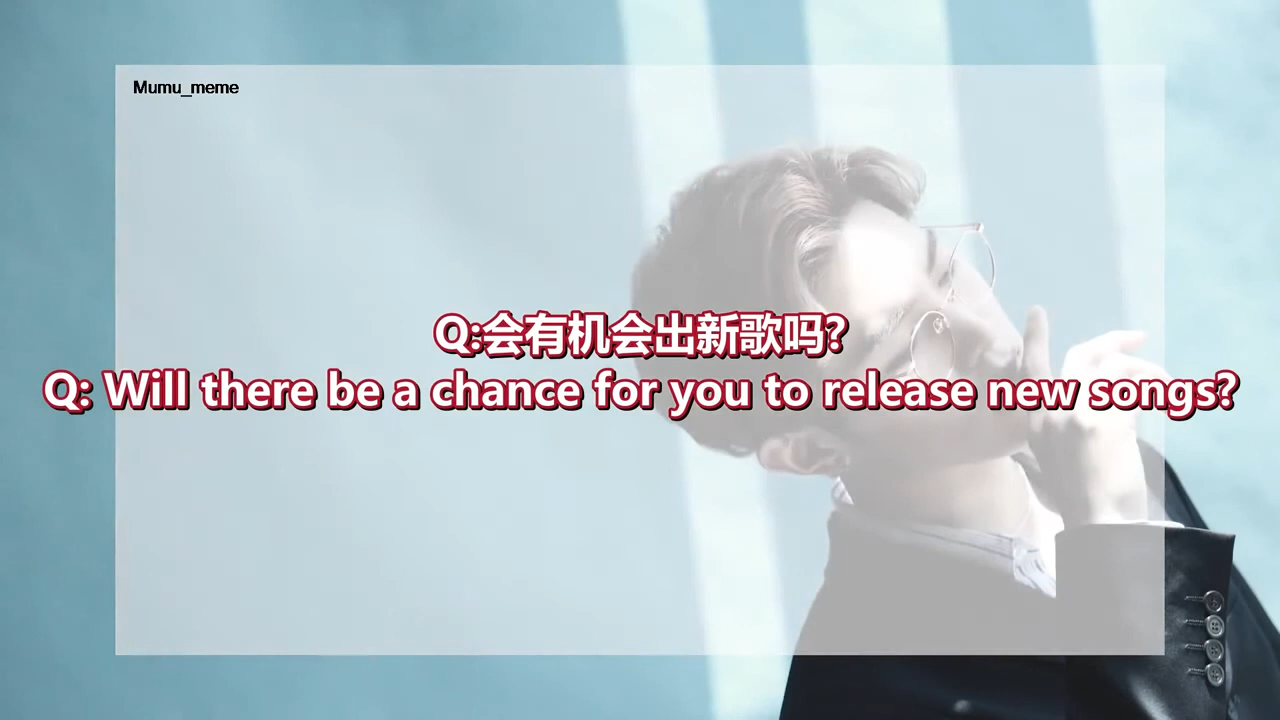 Mumu_meme
Q:会有机会出新歌吗?
Q: Will there be a chance for you to release new songs?